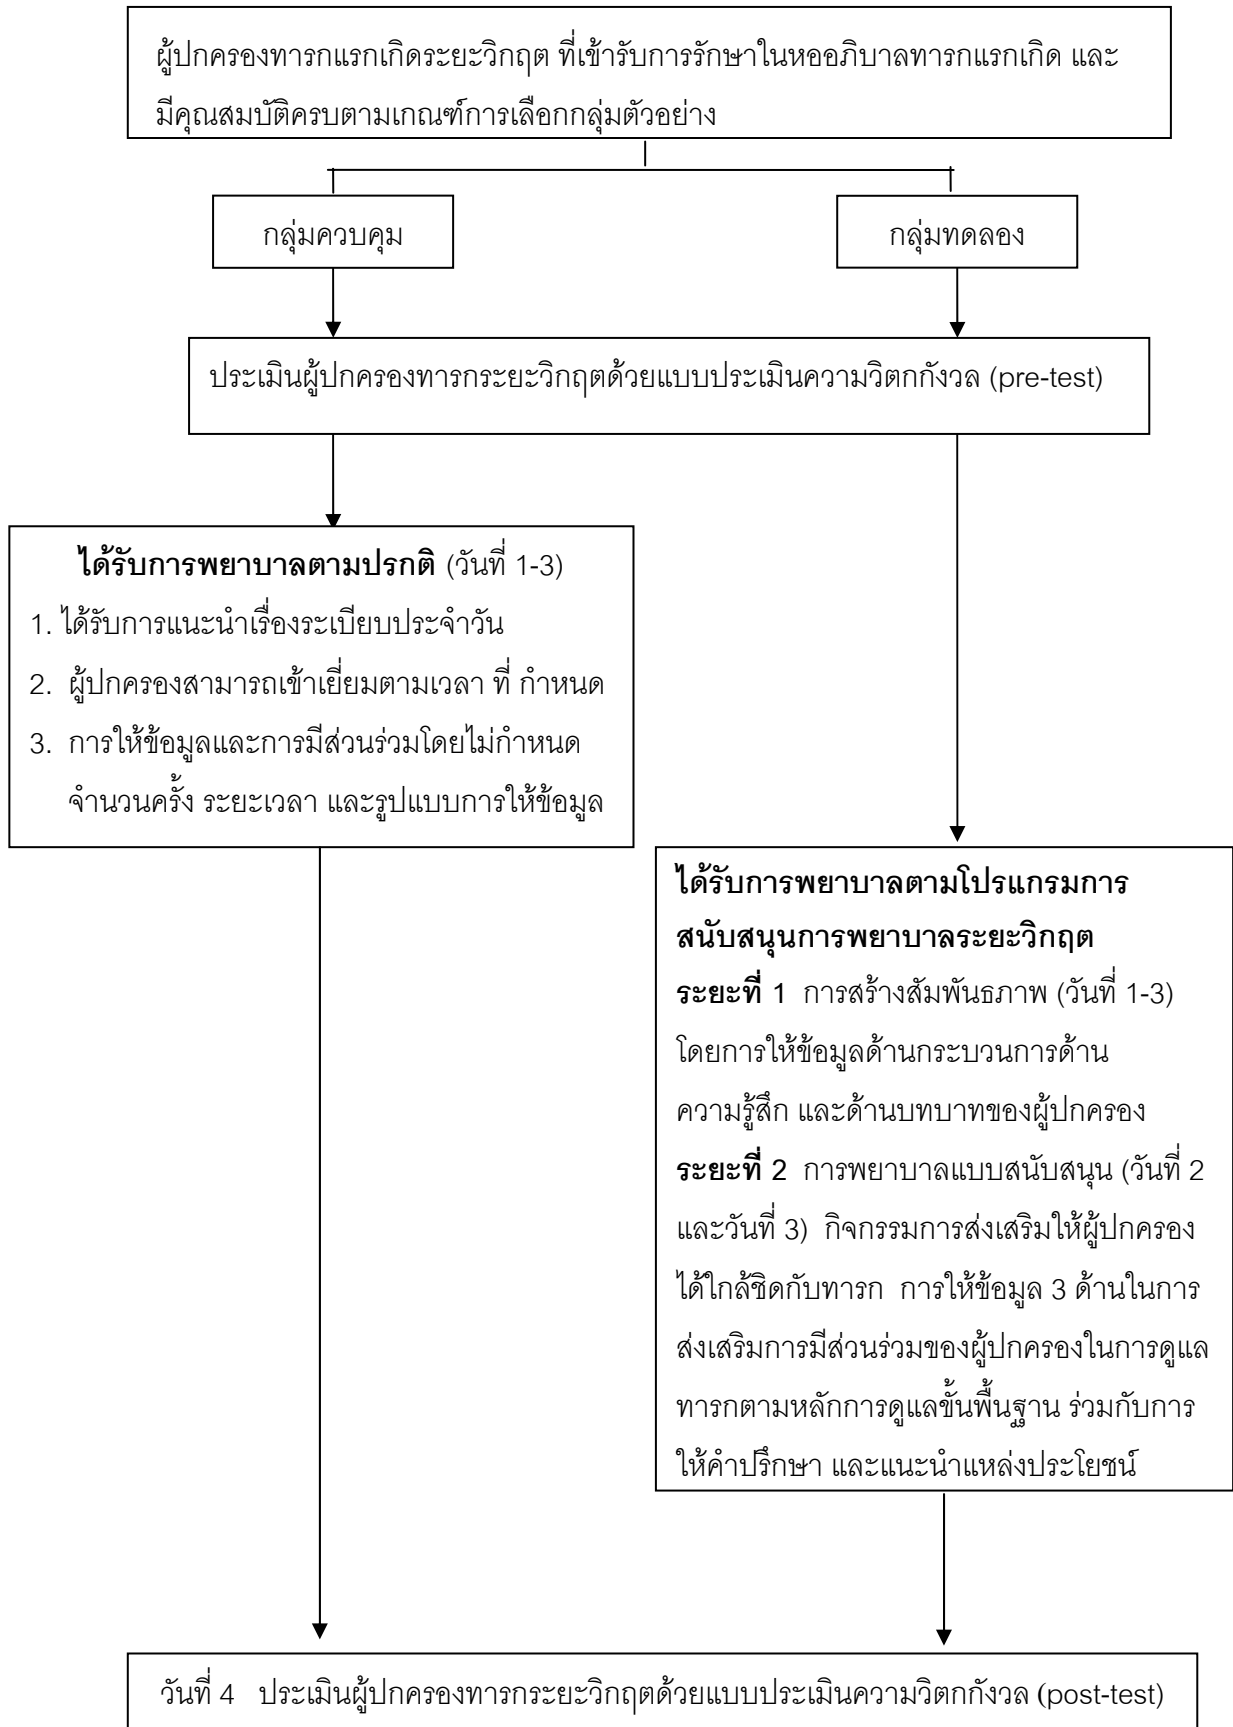 ผู้ปกครองทารกแรกเกิดระยะวิกฤต ที่เข้ารับการรักษาในหออภิบาลทารกแรกเกิด และ
มีคุณสมบัติครบตามเกณฑ์การเลือกกลุ่มตัวอย่าง
กลุ่มควบคุม
กลุ่มทดลอง
ประเมินผู้ปกครองทารกระยะวิกฤตด้วยแบบประเมินความวิตกกังวล (pre-test)
ได้รับการพยาบาลตามปรกติ (วันที่ 1-3)
1. ได้รับการแนะนำเรื่องระเบียบประจำวัน
2. ผู้ปกครองสามารถเข้าเยี่ยมตามเวลา ที่ กำหนด
3. การให้ข้อมูลและการมีส่วนร่วมโดยไม่กำหนด
จำนวนครั้ง ระยะเวลา และรูปแบบการให้ข้อมูล
ได้รับการพยาบาลตามโปรแกรมการ
สนับสนุนการพยาบาลระยะวิกฤต
ระยะที่ 1 การสร้างสัมพันธภาพ (วันที่ 1-3)
โดยการให้ข้อมูลด้านกระบวนการด้าน
ความรู้สึก และด้านบทบาทของผู้ปกครอง
ระยะที่ 2 การพยาบาลแบบสนับสนุน (วันที่ 2
และวันที่ 3) กิจกรรมการส่งเสริมให้ผู้ปกครอง
ได้ใกล้ชิดกับทารก การให้ข้อมูล 3 ด้านในการ
ส่งเสริมการมีส่วนร่วมของผู้ปกครองในการดูแล
ทารกตามหลักการดูแลขั้นพื้นฐาน ร่วมกับการ
ให้คำปรึกษา และแนะนำแหล่งประโยชน์
วันที่ 4 ประเมินผู้ปกครองทารกระยะวิกฤตด้วยแบบประเมินความวิตกกังวล (post-test)